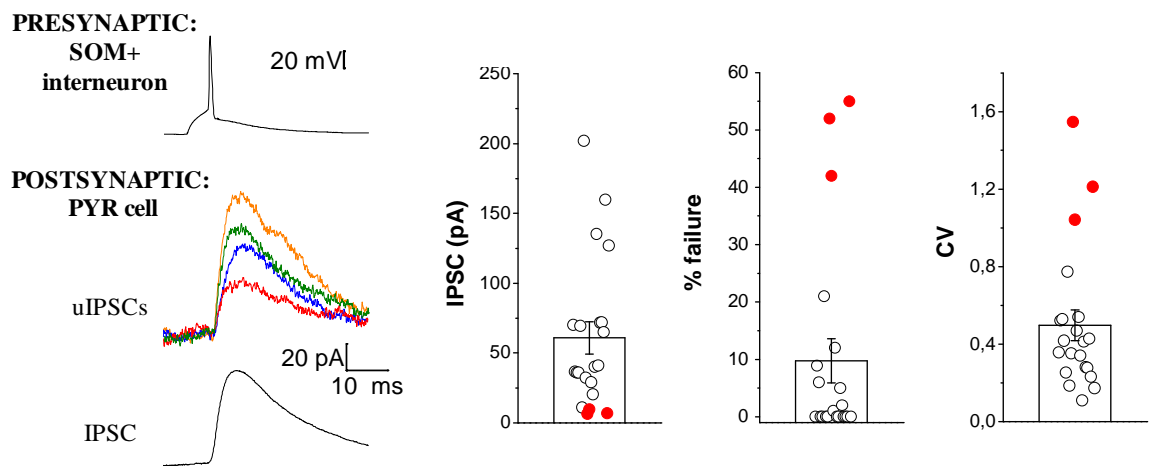 PRESYNAPTIC:
SOM+
interneuron
20 mV
POSTSYNAPTIC:
PYR cell
uIPSCs
20 pA
10 ms
IPSC
IPSC (pA)
250
200
150
100
50
0
% failure
60
50
40
30
20
10
0
CV
1,6
1,2
0,8
0,4
0,0